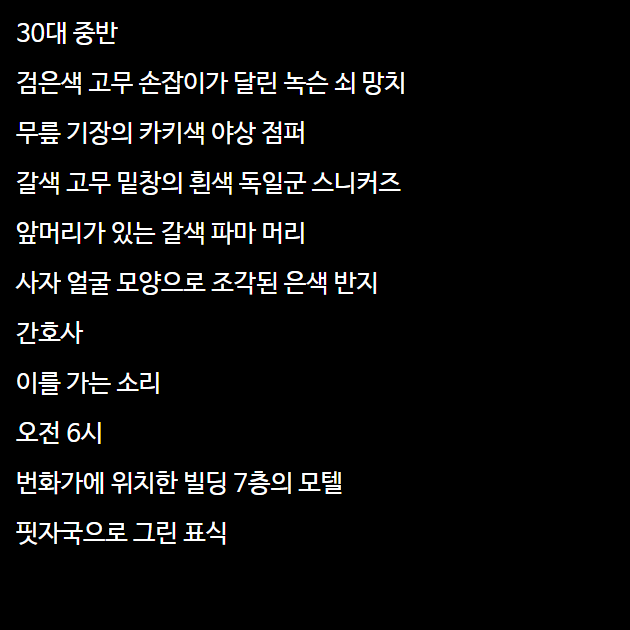 30대 중반
검은색 고무 손잡이가 달린 녹슨 쇠 망치
무릎 기장의 카키색 야상 점퍼
갈색 고무 밑창의 흰색 독일군 스니커즈
앞머리가 있는 갈색 파마 머리
사자 얼굴 모양으로 조각된 은색 반지
간호사
이를 가는 소리
오전 6시
번화가에 위치한 빌딩 7층의 모텔
핏자국으로 그린 표식